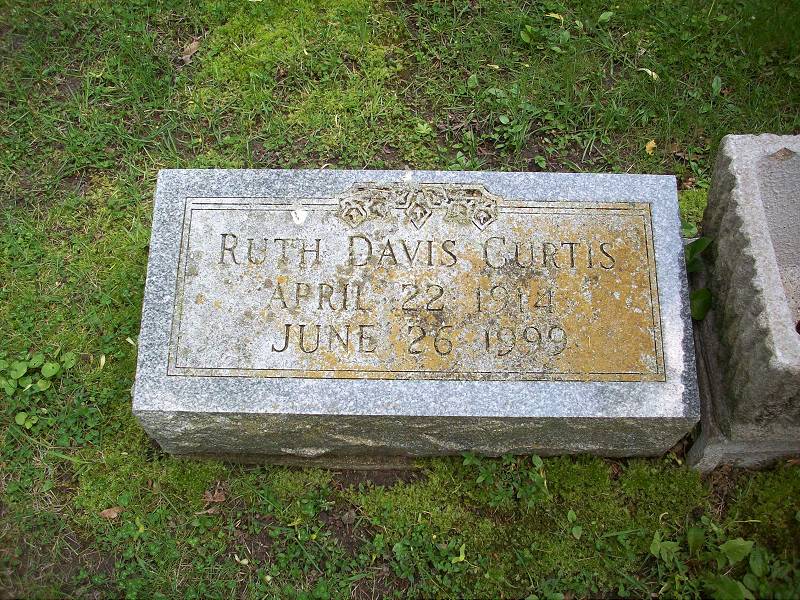 RUTH DAVIS CURTIS
APRIL 22 1914
JUNE 26 1999